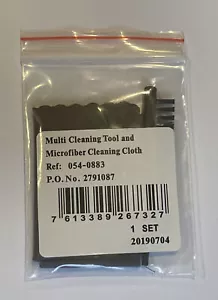 Multi Cleaning Tool and
Microfiber Cleaning Cloth
Ref: 054-0883
P.O.No. 2791087
7 613389 267327
1 SET
20190704